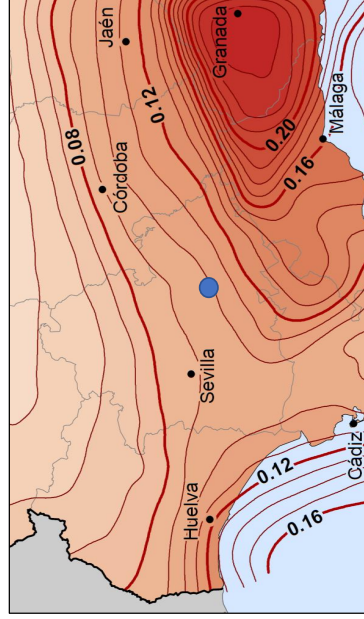 Jaén
Granada
0.12
0.08
Córdoba
0.20
0.16
Málaga
Sevilla
Huelva
0.12
Cádiz
0.16